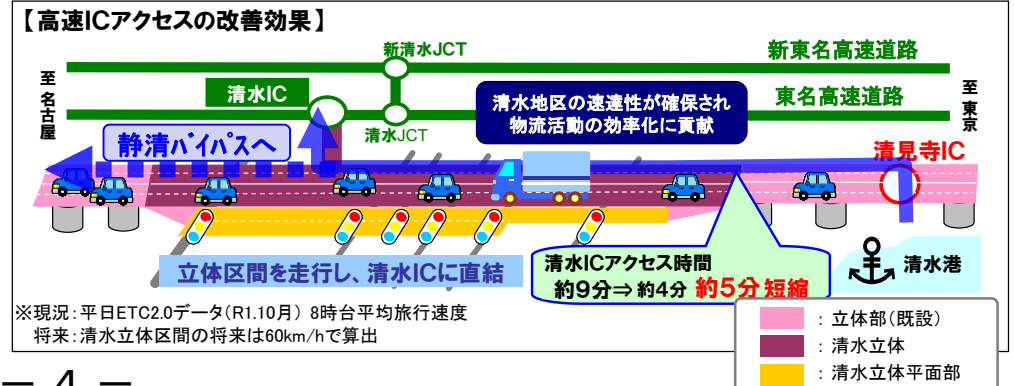 【高速ICアクセスの改善効果】
新清水JCT
新東名高速道路
至 名古屋
清水IC
清水JCT
東名高速道路
至 東京
清水地区の速達性が確保され
物流活動の効率化に貢献
静清バイパスへ
清見寺IC
立体区間を走行し、清水ICに直結
清水ICアクセス時間
約9分⇒約4分 約5分短縮
清水港
※現況:平日ETC2.0データ(R1.10月) 8時台平均旅行速度
将来:清水立体区間の将来は60km/hで算出
:立体部(既設)
:清水立体
:清水立体平面部
- 4 -